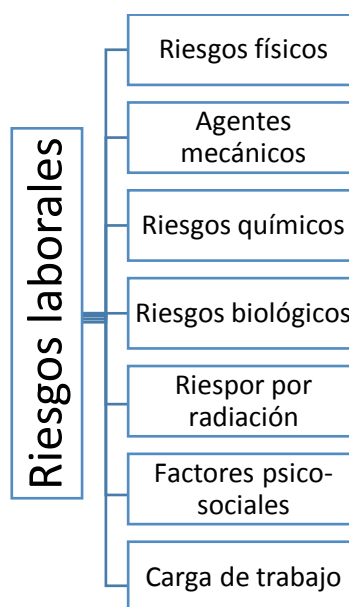 Riesgos laborales
Riesgos físicos
Agentes
mecánicos
Riesgos químicos
Riesgos biológicos
Riespor por
radiación
Factores psico-
sociales
Carga de trabajo